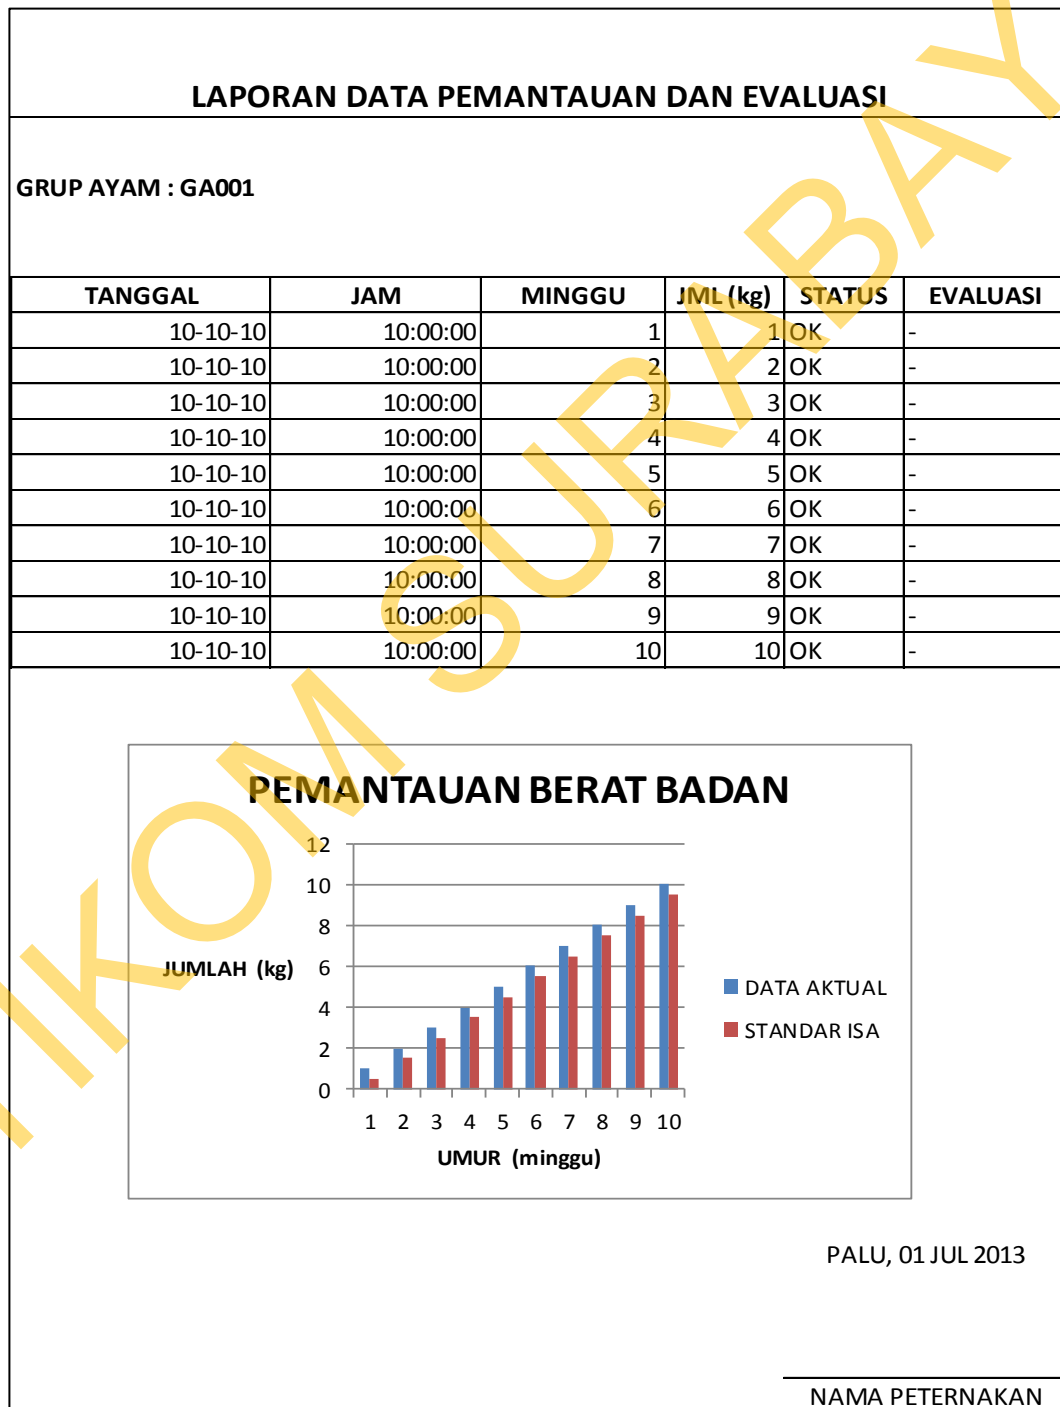 LAPORAN DATA PEMANTAUAN DAN EVALUASI
GRUP AYAM : GA001
TANGGAL JAM MINGGU JML (kg) STATUS EVALUASI
10-10-10 10:00:00 1 1 OK -
10-10-10 10:00:00 2 2 OK -
10-10-10 10:00:00 3 3 OK -
10-10-10 10:00:00 4 4 OK -
10-10-10 10:00:00 5 5 OK -
10-10-10 10:00:00 6 6 OK -
10-10-10 10:00:00 7 7 OK -
10-10-10 10:00:00 8 8 OK -
10-10-10 10:00:00 9 9 OK -
10-10-10 10:00:00 10 10 OK -
PEMANTAUAN BERAT BADAN
12
10
8
JUMLAH (kg) 6
4
2
0
DATA AKTUAL
STANDAR ISA
1 2 3 4 5 6 7 8 9 10
UMUR (minggu)
PALU, 01 JUL 2013
NAMA PETERNAKAN
IKOM SURABAY